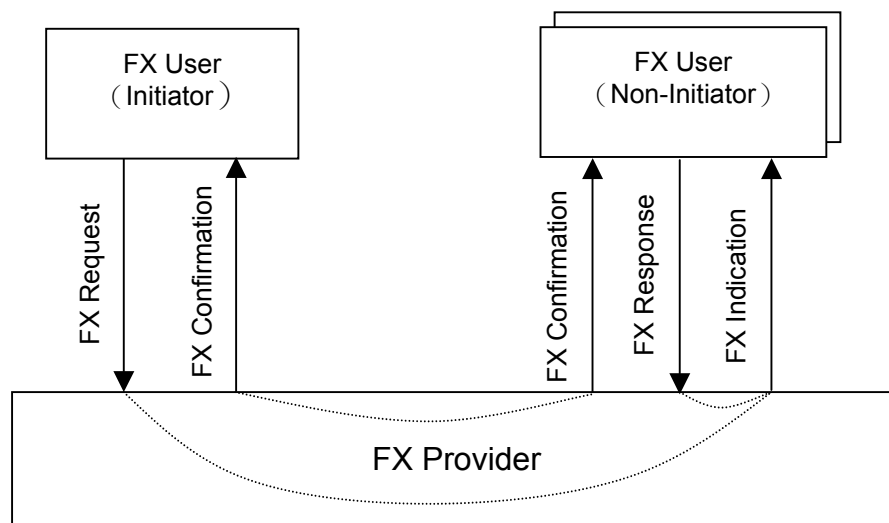 FX User
（Initiator）
FX User
（Non-Initiator）
FX Request
FX Confirmation
FX Confirmation
FX Response
FX Indication
FX Provider